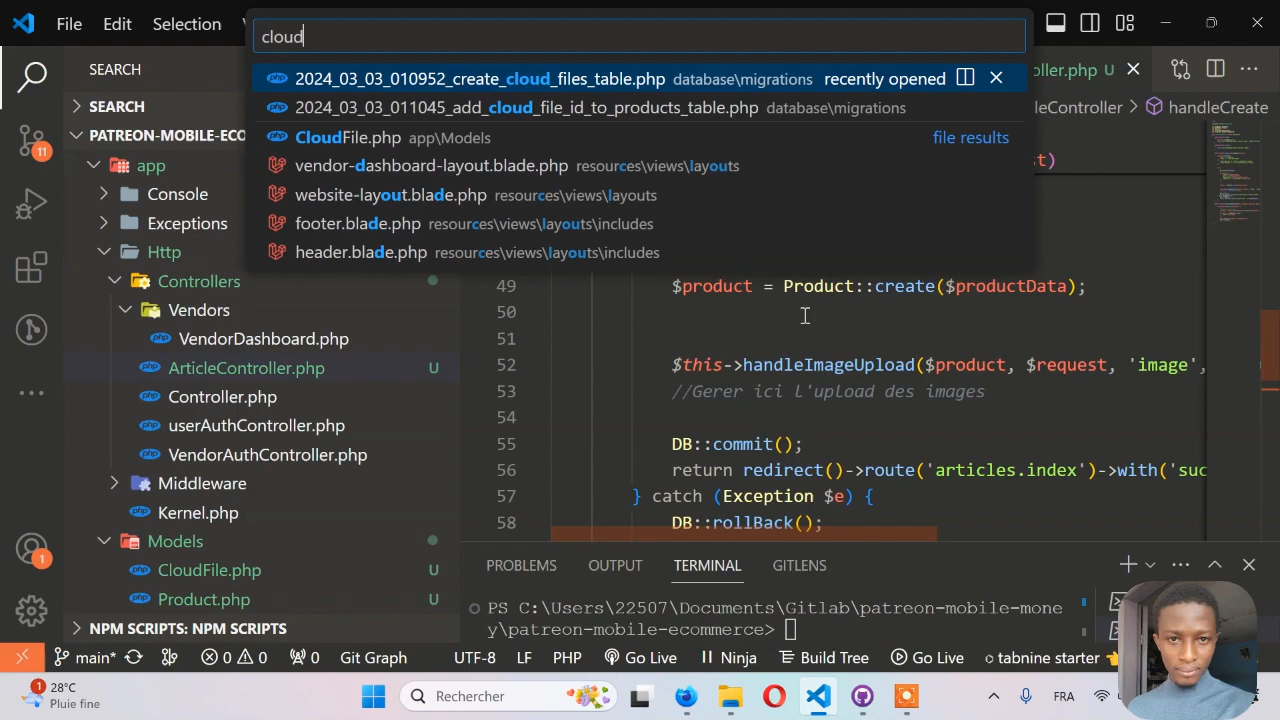 File Edit Selection
cloud
2024_03_03_010952_create_cloud_files_table.php database\migrations recently opened
2024_03_03_011045_add_cloud_file_id_to_products_table.php database\migrations
CloudFile.php app\Models file results
vendor-dashboard-layout.blade.php resources\views\layouts
website-layout.blade.php resources\views\layouts
footer.blade.php resources\views\layouts\includes
header.blade.php resources\views\layouts\includes
SEARCH
SEARCH
PATREON-MOBILE-ECO
app
Console
Exceptions
Http
Controllers
Vendors
VendorDashboard.php
ArticleController.php U
Controller.php
userAuthController.php
VendorAuthController.php
Middleware
Kernel.php
Models
CloudFile.php U
Product.php U
NPM SCRIPTS: NPM SCRIPTS
11
1
ller.php U
leController handleCreate
st)
49 $product = Product::create($productData);
50
51
52 $this->handleImageUpload($product, $request, 'image',
53 //Gerer ici l'upload des images
54
55 DB::commit();
56 return redirect()->route('articles.index')->with('suc
57 } catch (Exception $e) {
58 DB::rollBack();
PROBLEMS OUTPUT TERMINAL GITLENS
PS C:\Users\22507\Documents\Gitlab\patreon-mobile-mone
y\patreon-mobile-ecommerce>
main* 0 0 0 Git Graph UTF-8 LF PHP Go Live Ninja Build Tree Go Live tabnine starter
1
28°C
Pluie fine
Rechercher
FRA